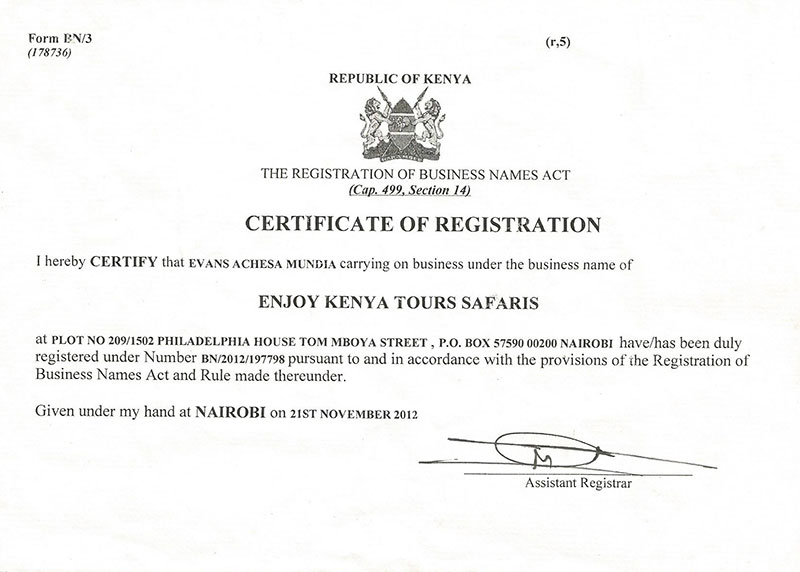 Form BN/3
(178736)
(r,5)
REPUBLIC OF KENYA
THE REGISTRATION OF BUSINESS NAMES ACT
(Cap. 499, Section 14)
CERTIFICATE OF REGISTRATION
I hereby CERTIFY that EVANS ACHESA MUNDIA carrying on business under the business name of
ENJOY KENYA TOURS SAFARIS
at PLOT NO 209/1502 PHILADELPHIA HOUSE TOM MBOYA STREET , P.O. BOX 57590 00200 NAIROBI have/has been duly
registered under Number BN/2012/197798 pursuant to and in accordance with the provisions of the Registration of
Business Names Act and Rule made thereunder.
Given under my hand at NAIROBI on 21ST NOVEMBER 2012
Assistant Registrar